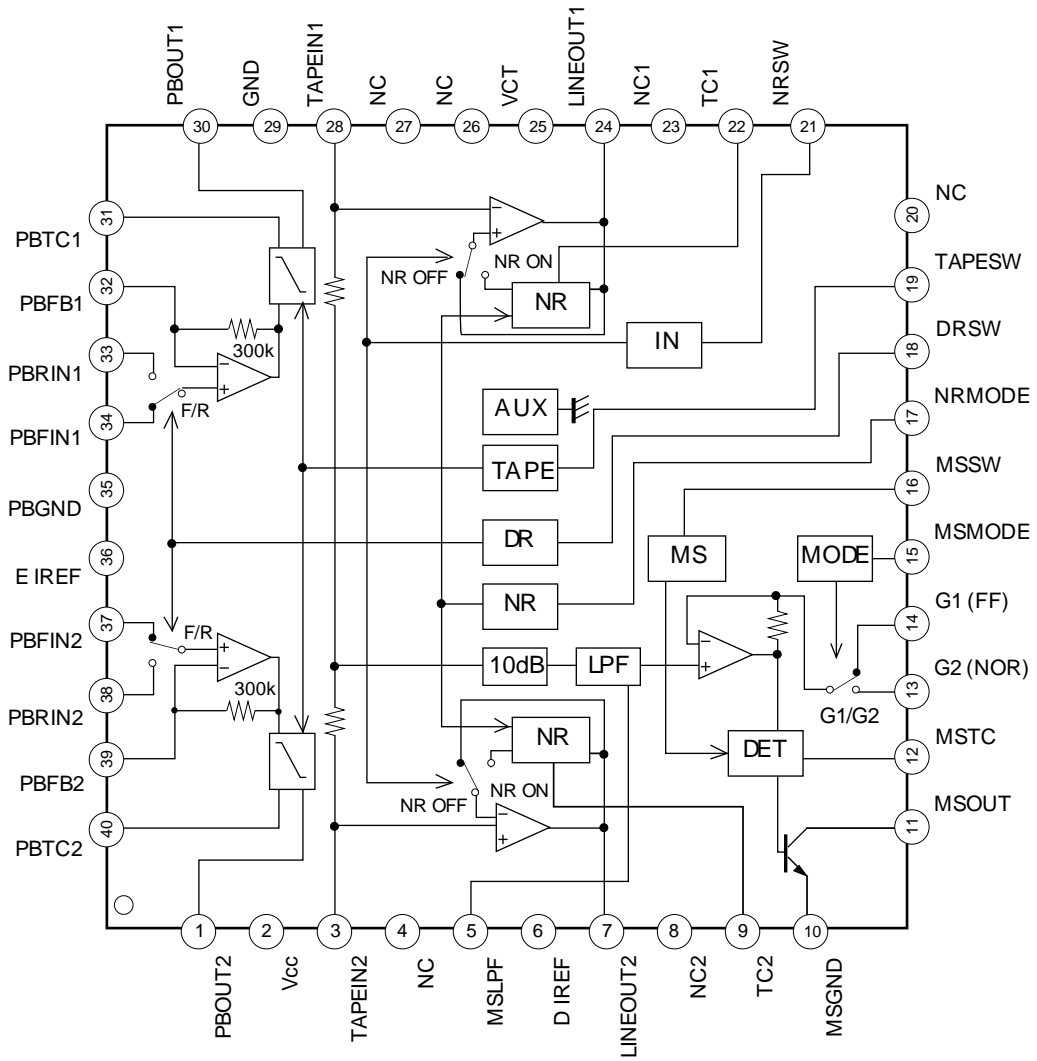 PBOUT1
GND
TAPEIN1
NC
NC
VCT
LINEOUT1
NC1
TC1
NRSW
30
29
28
27
26
25
24
23
22
21
31
PBTC1
32
PBFB1
33
PBRIN1
34
PBFIN1
35
PBGND
36
E IREF
37
PBFIN2
38
PBRIN2
39
PBFB2
40
PBTC2
300k
−
+
F/R
F/R
+
−
300k
−
+
NR OFF
NR ON
NR
IN
AUX
TAPE
DR
NR
MS
MODE
10dB
LPF
−
+
G1/G2
NR
DET
NR OFF
NR ON
−
+
NC
20
TAPESW
19
DRSW
18
NRMODE
17
MSSW
16
MSMODE
15
G1 (FF)
14
G2 (NOR)
13
MSTC
12
MSOUT
11
1
2
3
4
5
6
7
8
9
10
PBOUT2
Vcc
TAPEIN2
NC
MSLPF
D IREF
LINEOUT2
NC2
TC2
MSGND